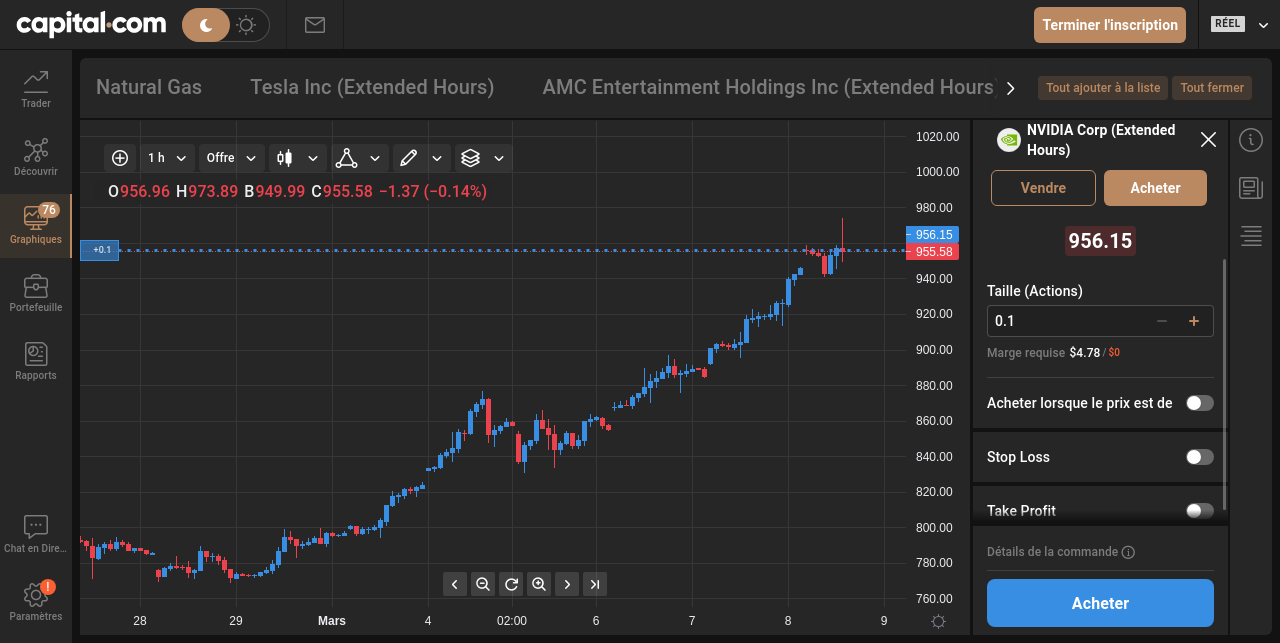 capital.com
Terminer l'inscription
RÉEL
Trader
Découvrir
76
Graphiques
Portefeuille
Rapports
Chat en Dire...
!
Paramètres
Natural Gas
Tesla Inc (Extended Hours)
AMC Entertainment Holdings Inc (Extended Hours)
Tout ajouter à la liste
Tout fermer
1 h
Offre
O956.96 H973.89 B949.99 C955.58 −1.37 (−0.14%)
+0.1
1020.00
1000.00
980.00
956.15
955.58
940.00
920.00
900.00
880.00
860.00
840.00
820.00
800.00
780.00
760.00
28 29 Mars 4 02:00 6 7 8 9
NVIDIA Corp (Extended
Hours)
Vendre
Acheter
956.15
Taille (Actions)
0.1
Marge requise $4.78 / $0
Acheter lorsque le prix est de
Stop Loss
Take Profit
Détails de la commande
Acheter